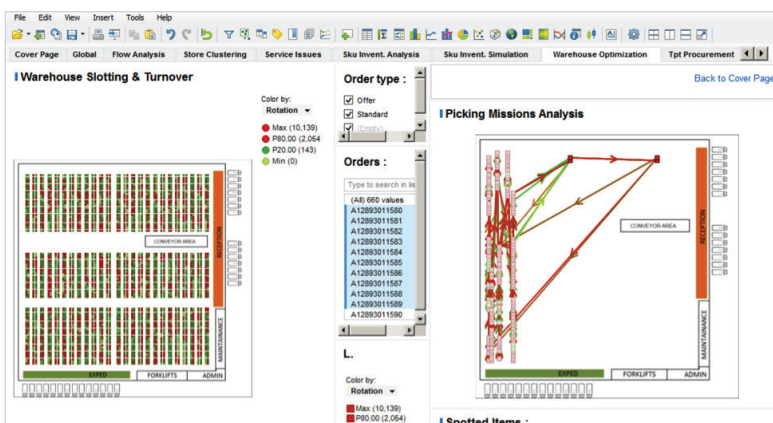 File Edit View Insert Tools Help
Cover Page Global Flow Analysis Store Clustering Service Issues Sku Invent. Analysis Sku Invent. Simulation Warehouse Optimization Tpt Procurement
Warehouse Slotting & Turnover
Color by:
Rotation
Max (10,139)
P80.00 (2,054
P20.00 (143)
Min (0)
CONVEYOR AREA
RECEPTION
MAINTAINANCE
EXPED
FORKLIFTS
ADMIN
Order type :
Offer
Standard
(Empty)
Orders :
Type to search in lis
(All) 660 values
A12893011580
A12893011581
A12893011582
A12893011583
A12893011584
A12893011585
A12893011586
A12893011587
A12893011588
A12893011589
A12893011590
L.
Color by:
Rotation
Max (10,139)
P80.00 (2,054)
Back to Cover Page
Picking Missions Analysis
CONVEYOR AREA
RECEPTION
MAINTAINANCE
EXPED
FORKLIFTS
ADMIN
Spotted Items :